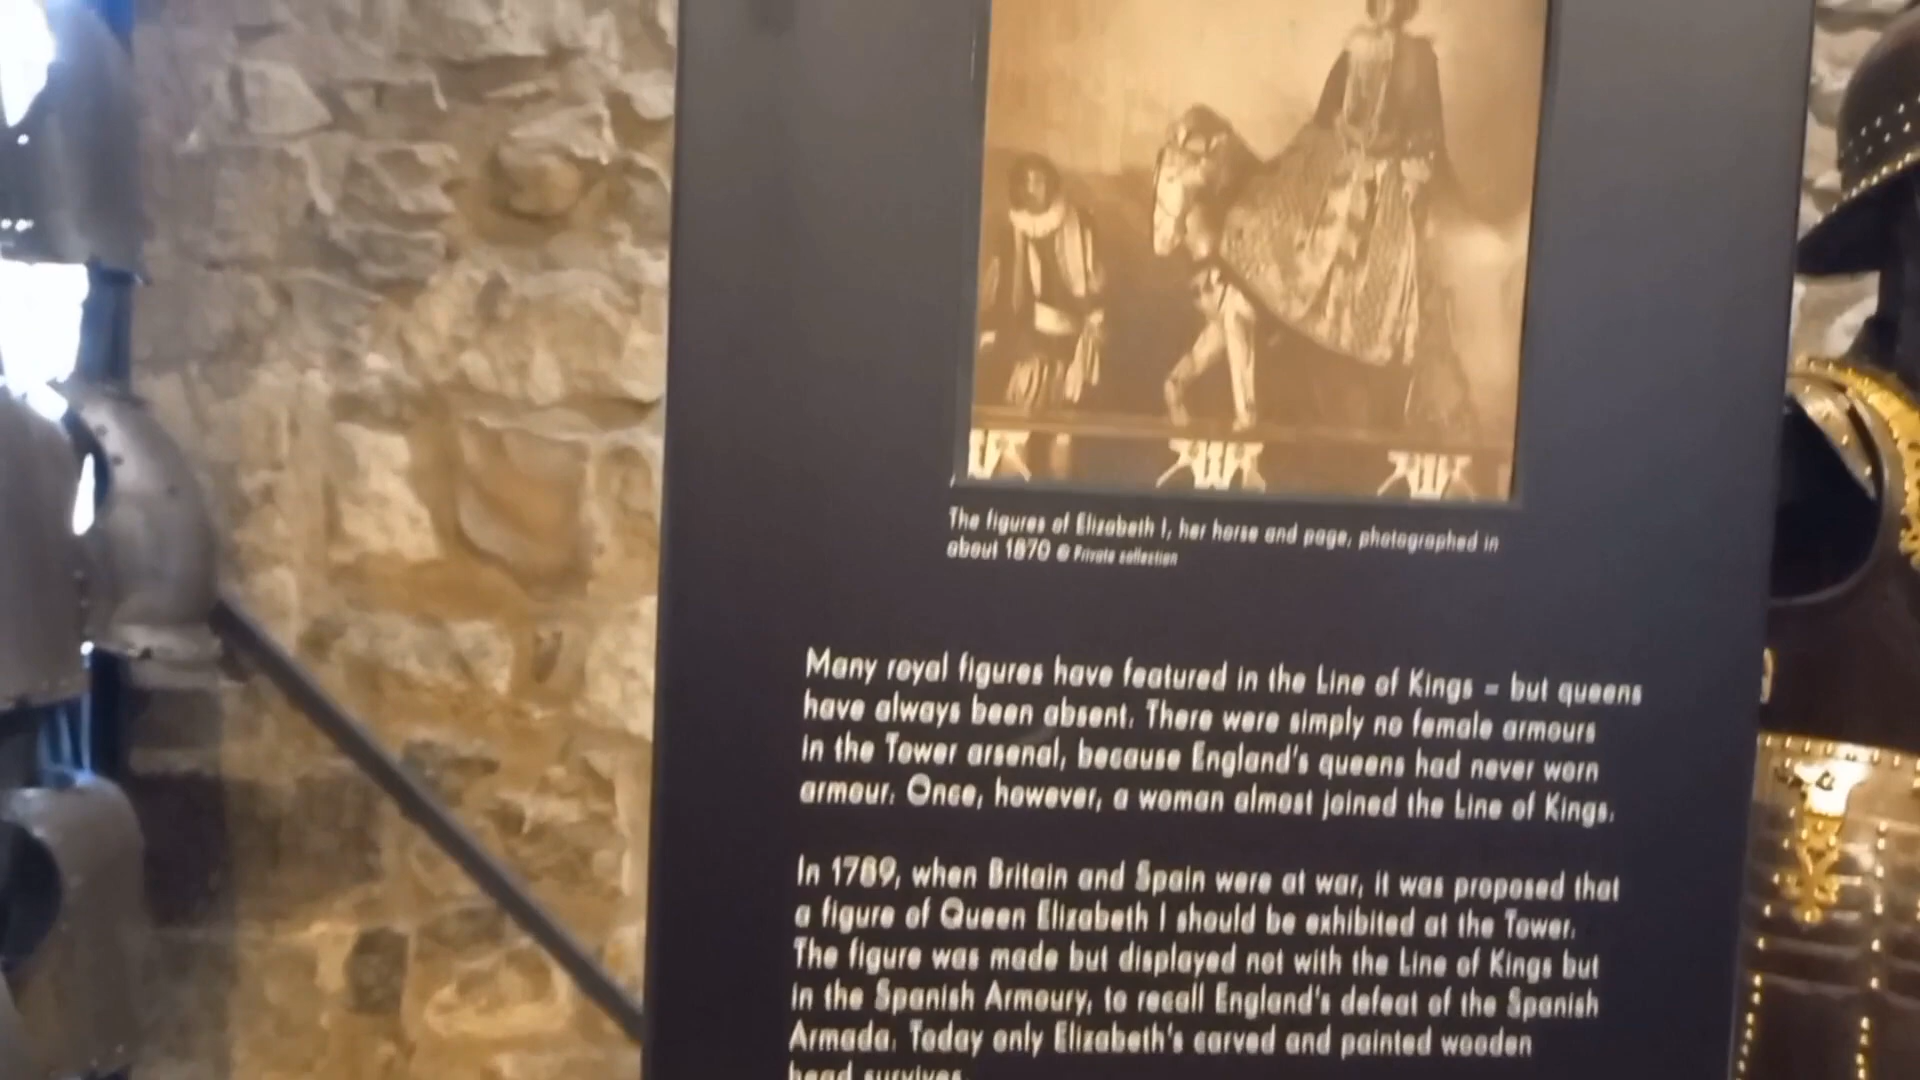 The figures of Elizabeth I, her horse and page, photographed in
about 1870 © Private collection
Many royal figures have featured in the Line of Kings – but queens
have always been absent. There were simply no female armours
in the Tower arsenal, because England's queens had never worn
armour. Once, however, a woman almost joined the Line of Kings.
In 1789, when Britain and Spain were at war, it was proposed that
a figure of Queen Elizabeth I should be exhibited at the Tower.
The figure was made but displayed not with the Line of Kings but
in the Spanish Armoury, to recall England's defeat of the Spanish
Armada. Today only Elizabeth's carved and painted wooden
head survives.